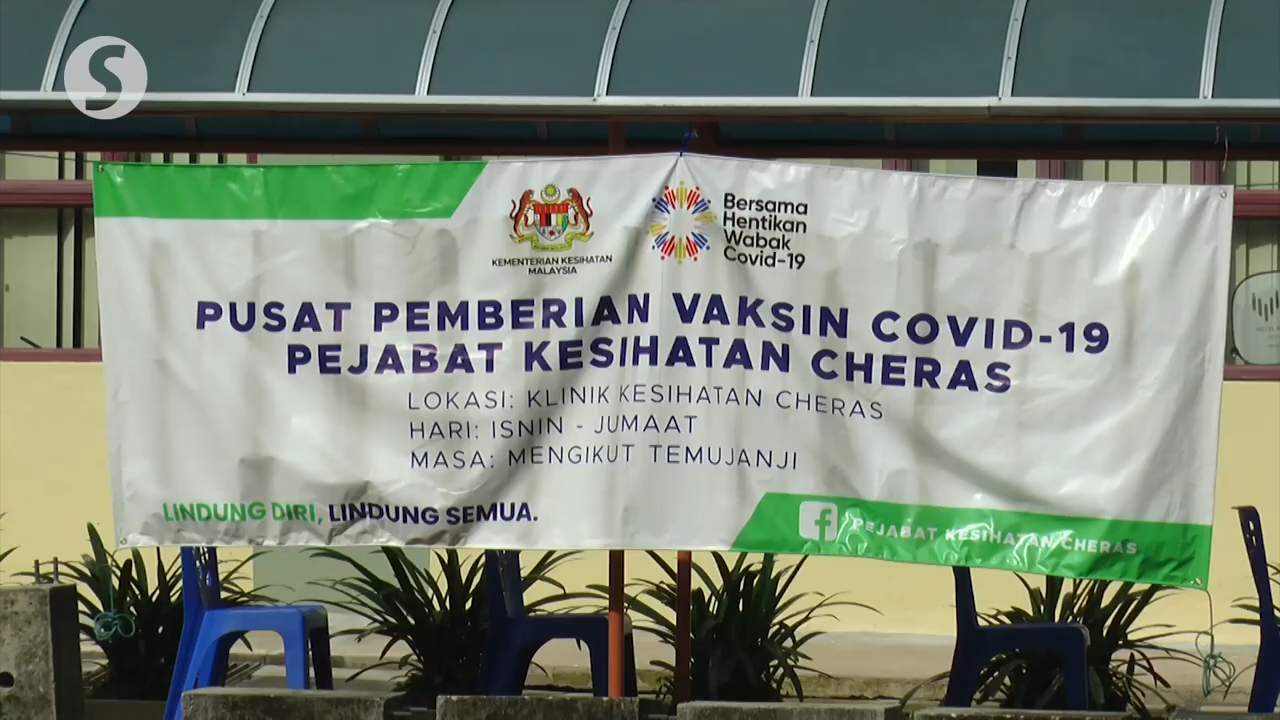 S
KEMENTERIAN KESIHATAN
MALAYSIA
Bersama
Hentikan
Wabak
Covid-19
PUSAT PEMBERIAN VAKSIN COVID-19
PEJABAT KESIHATAN CHERAS
LOKASI: KLINIK KESIHATAN CHERAS
HARI: ISNIN - JUMAAT
MASA: MENGIKUT TEMUJANJI
LINDUNG DIRI, LINDUNG SEMUA.
f PEJABAT KESIHATAN CHERAS